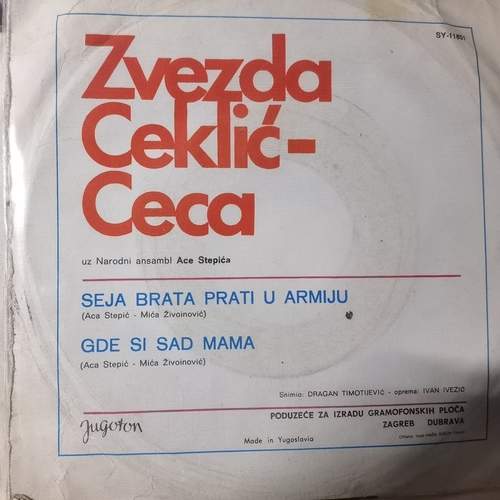 SY-11851
Zvezda
Ceklić-
Ceca
uz Narodni ansambl Ace Stepića
SEJA BRATA PRATI U ARMIJU
(Aca Stepić - Mića Živoinović)
GDE SI SAD MAMA
(Aca Stepić - Mića Živoinović)
Snimio: DRAGAN TIMOTIJEVIĆ - oprema: IVAN IVEZIĆ
PODUZEĆE ZA IZRADU GRAMOFONSKIH PLOČA
Jugoton
ZAGREB DUBRAVA
Made in Yugoslavia